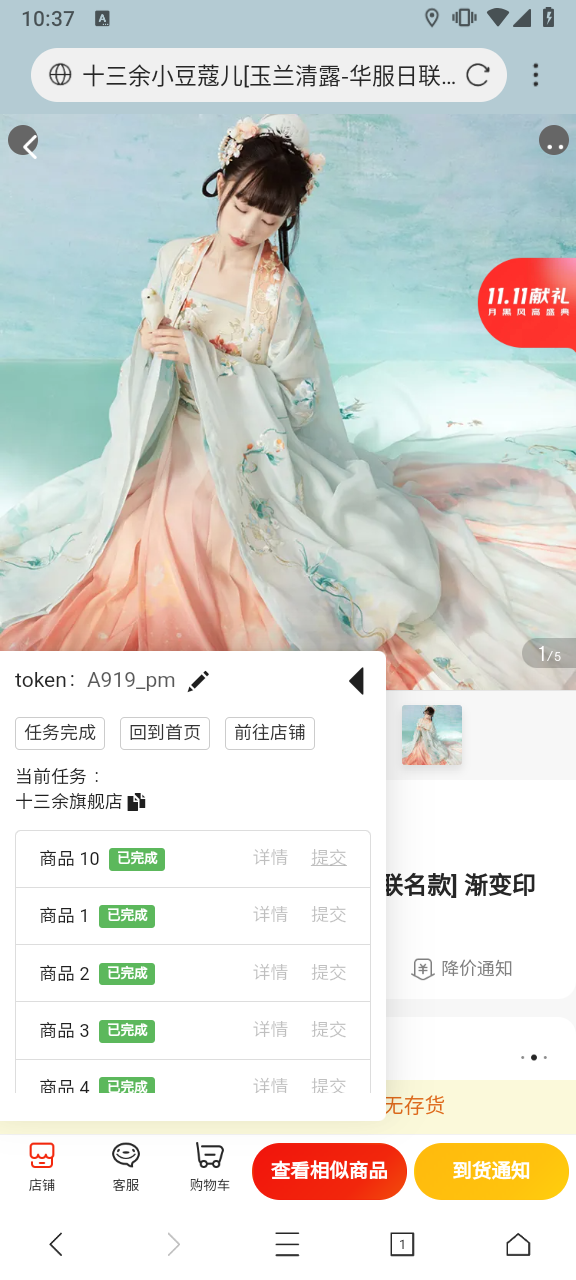 10:37
A
十三余小豆蔻儿[玉兰清露-华服日联...
11.11献礼
月黑风高盛典
1/5
token： A919_pm
任务完成 回到首页 前往店铺
当前任务：
十三余旗舰店
商品 10 已完成 详情 提交
商品 1 已完成 详情 提交
商品 2 已完成 详情 提交
商品 3 已完成 详情 提交
商品 4 已完成 详情 提交
联名款] 渐变印
降价通知
无存货
店铺 客服 购物车 查看相似商品 到货通知
1